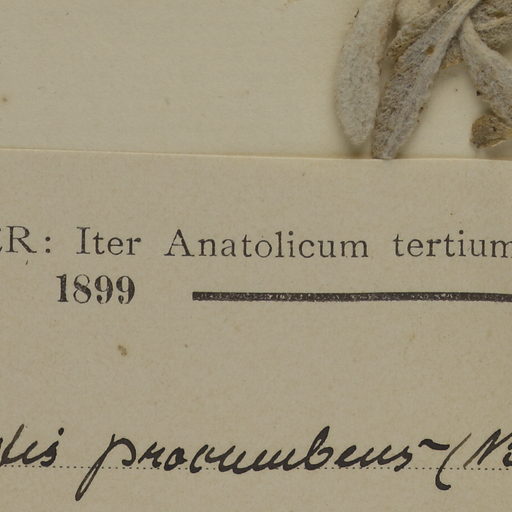 ER: Iter Anatolicum tertium
1899
procumbens (